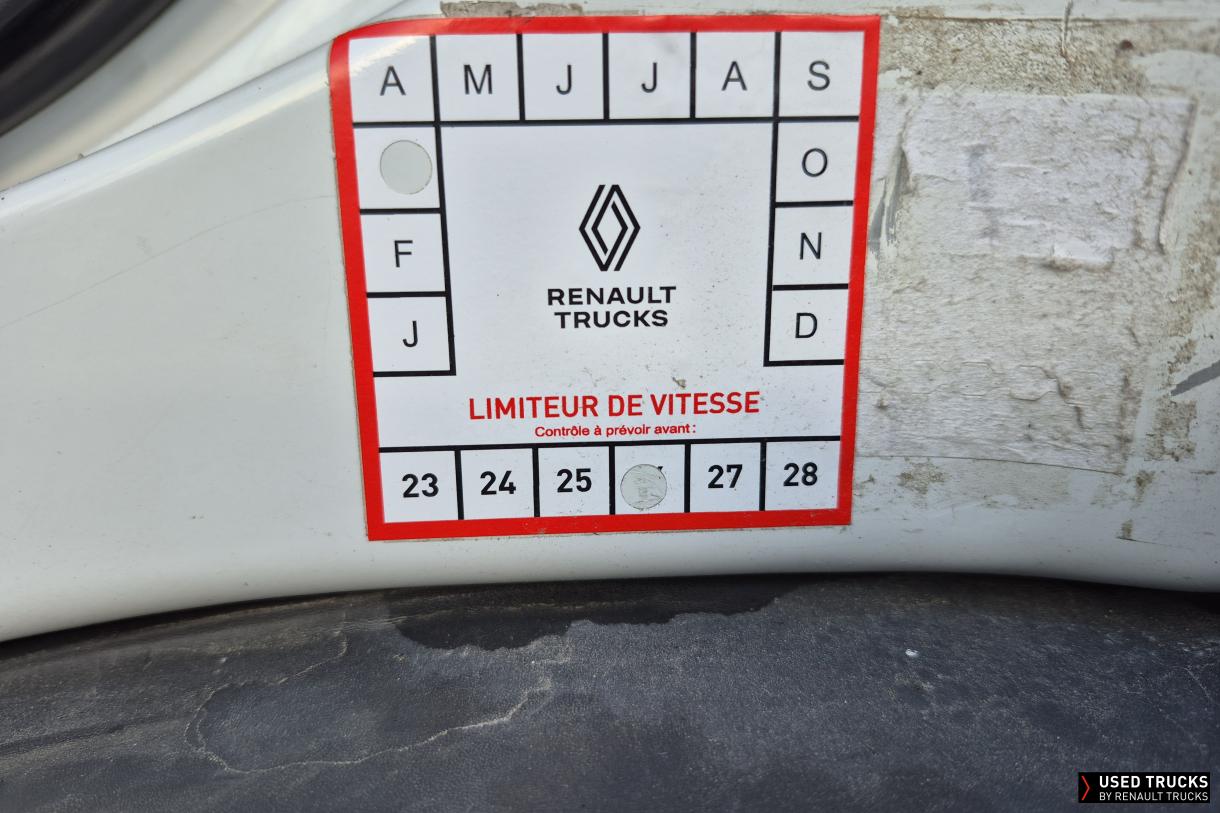 A M J J A S
O
F N
J D
RENAULT
TRUCKS
LIMITEUR DE VITESSE
Contrôle à prévoir avant :
23 24 25 27 28
USED TRUCKS
BY RENAULT TRUCKS